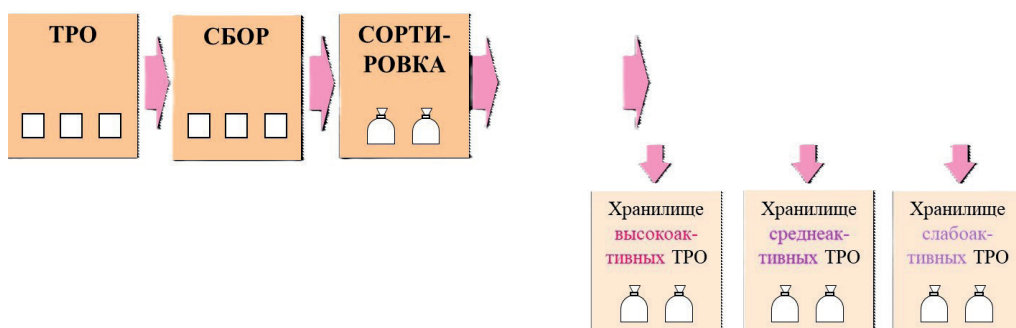 ТРО
СБОР
СОРТИ-
РОВКА
Хранилище
высокоак-
тивных ТРО
Хранилище
среднеак-
тивных ТРО
Хранилище
слабоак-
тивных ТРО